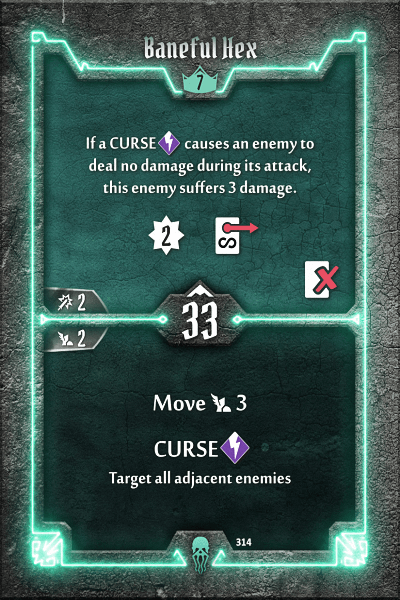 Baneful Hex
7
If a CURSE causes an enemy to
deal no damage during its attack,
this enemy suffers 3 damage.
2
2
33
2
Move 3
CURSE
Target all adjacent enemies
314